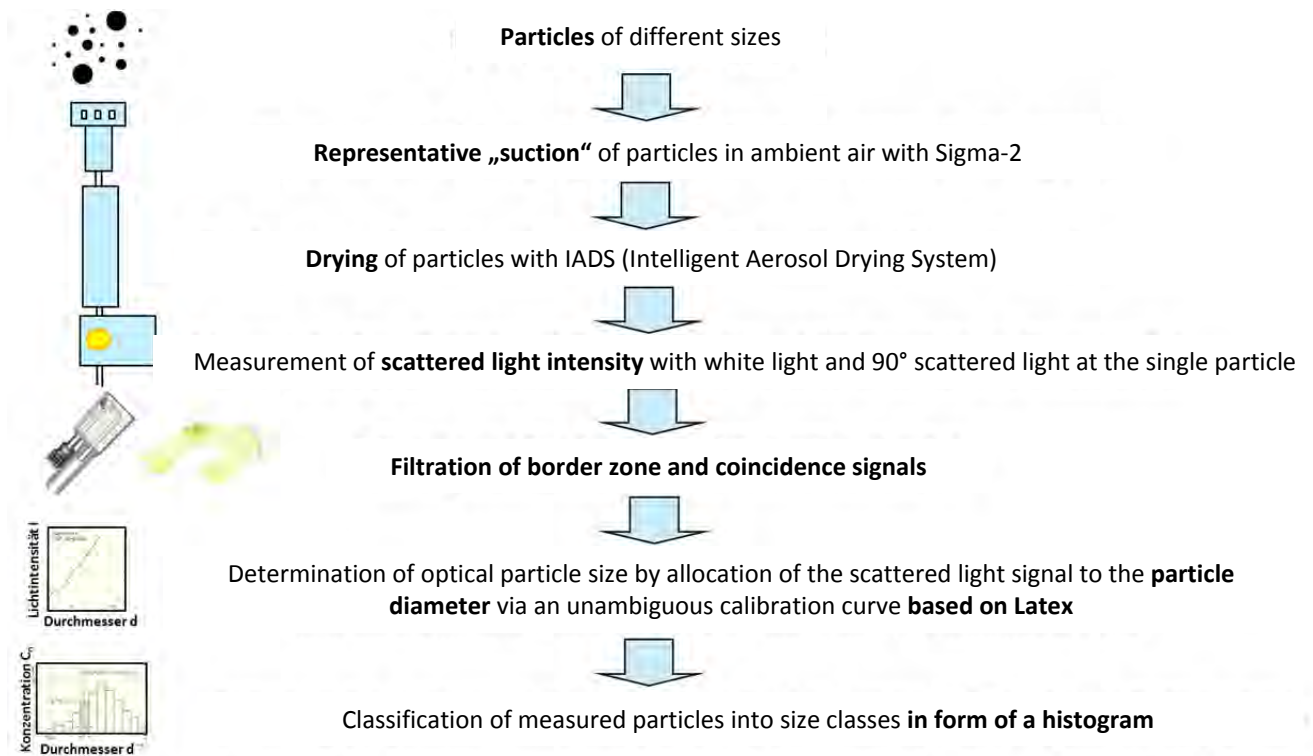 Particles of different sizes
Representative „suction“ of particles in ambient air with Sigma-2
Drying of particles with IADS (Intelligent Aerosol Drying System)
Measurement of scattered light intensity with white light and 90° scattered light at the single particle
Filtration of border zone and coincidence signals
Lichtintensität I
Durchmesser d
Determination of optical particle size by allocation of the scattered light signal to the particle
diameter via an unambiguous calibration curve based on Latex
Konzentration Cn
Durchmesser d
Classification of measured particles into size classes in form of a histogram